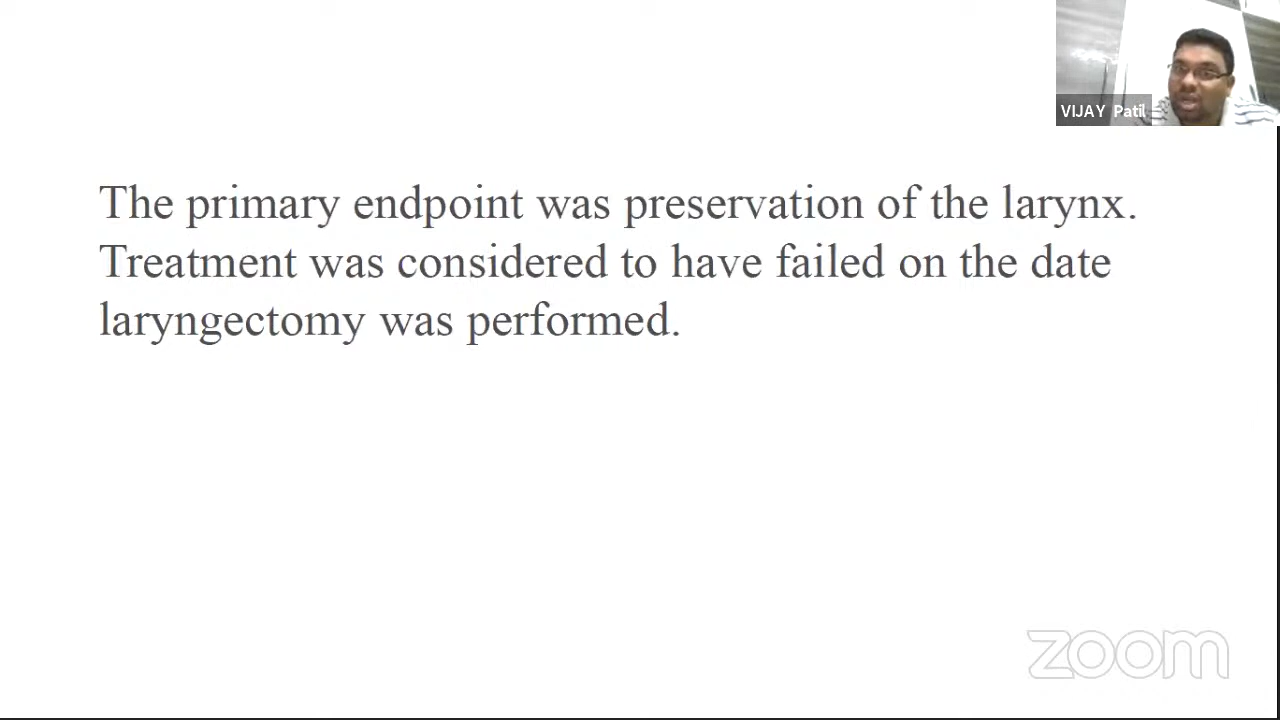 VIJAY Patil
The primary endpoint was preservation of the larynx.
Treatment was considered to have failed on the date
laryngectomy was performed.
zoom